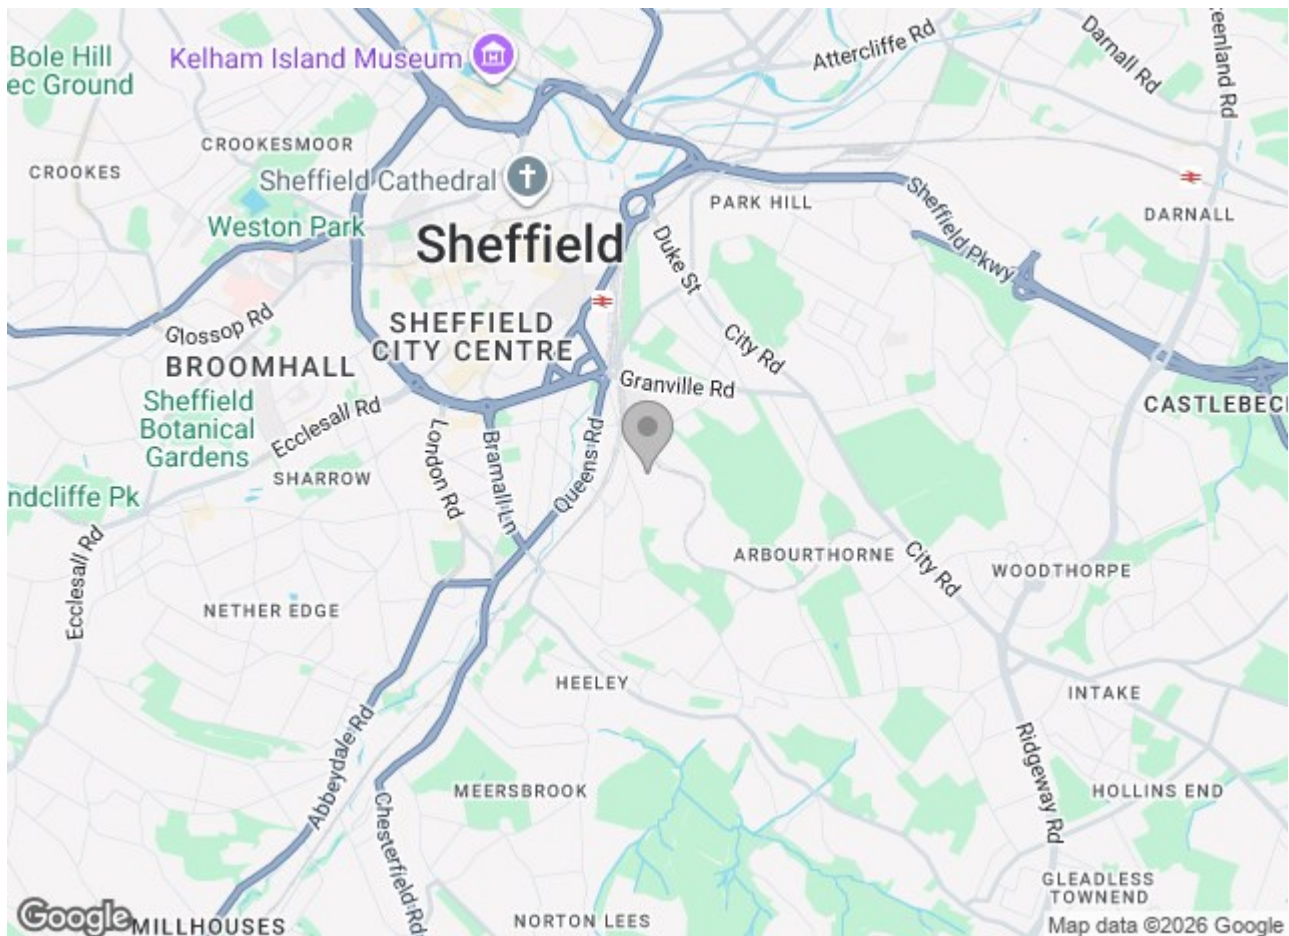 Bole Hill
ec Ground
Kelham Island Museum
Attercliffe Rd
Darnall Rd
reenland Rd
CROOKESMOOR
CROOKES
Sheffield Cathedral
PARK HILL
Sheffield Pkwy
DARNALL
Weston Park
Sheffield
Duke St
Glossop Rd
SHEFFIELD
CITY CENTRE
City Rd
BROOMHALL
Granville Rd
Sheffield
Botanical
Gardens
Ecclesall Rd
CASTLEBEC
London Rd
Bramall Ln
Queens Rd
SHARROW
ndcliffe Pk
Ecclesall Rd
ARBOURTHORNE
City Rd
WOODTHORPE
NETHER EDGE
HEELEY
INTAKE
Abbeydale Rd
Ridgeway Rd
MEERSBROOK
HOLLINS END
Chesterfield Rd
GLEADLESS
TOWNEND
Google
MILLHOUSES
NORTON LEES
Map data ©2026 Google